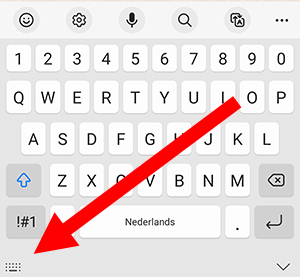 1 2 3 4 5 6 7 8 9 0
Q W E R T Y U I O P
A S D F G H J K L
Z X C V B N M
!#1 Nederlands .